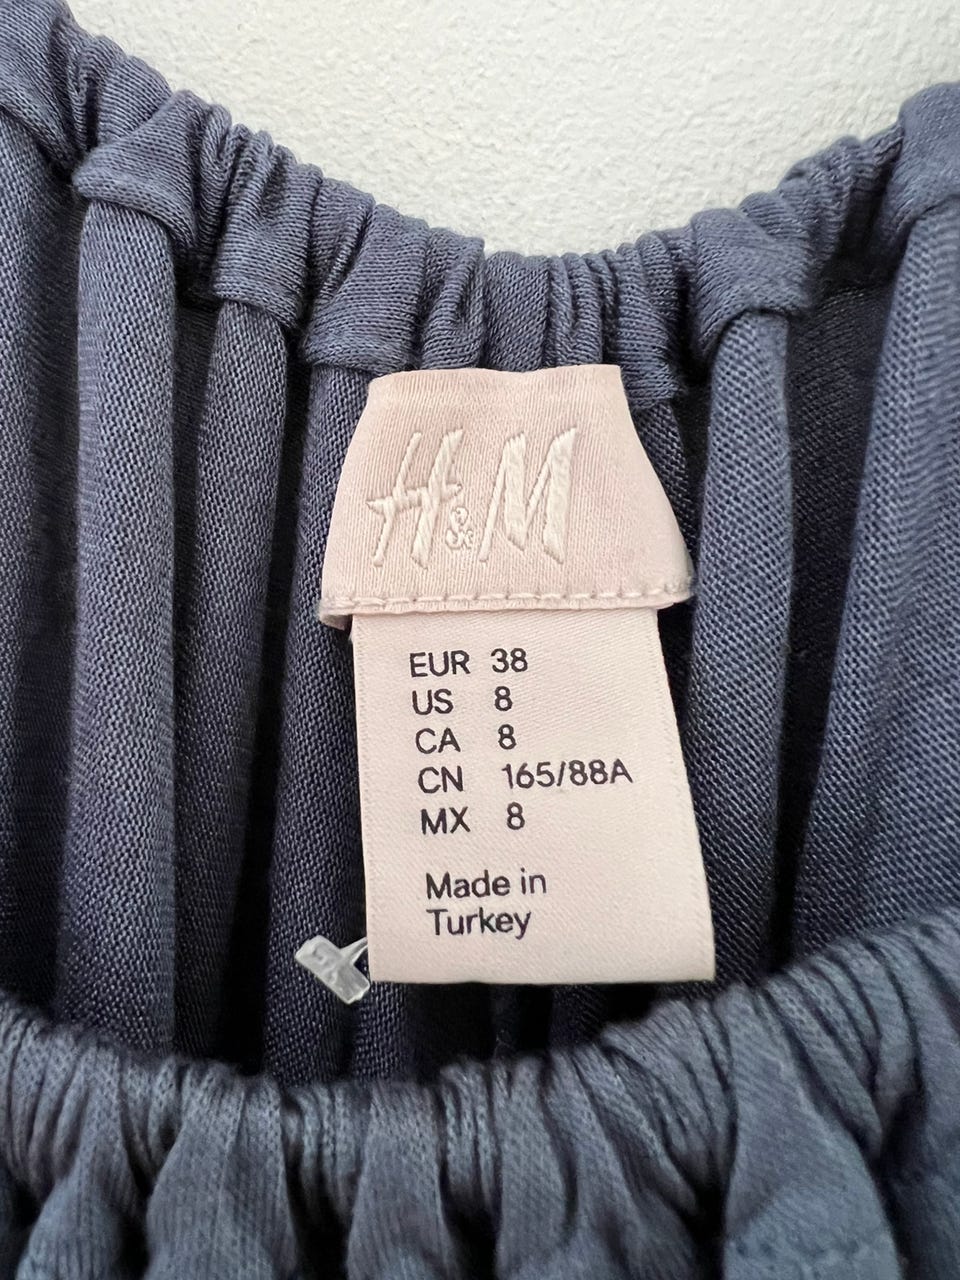 H&M
EUR 38
US 8
CA 8
CN 165/88A
MX 8
Made in
Turkey